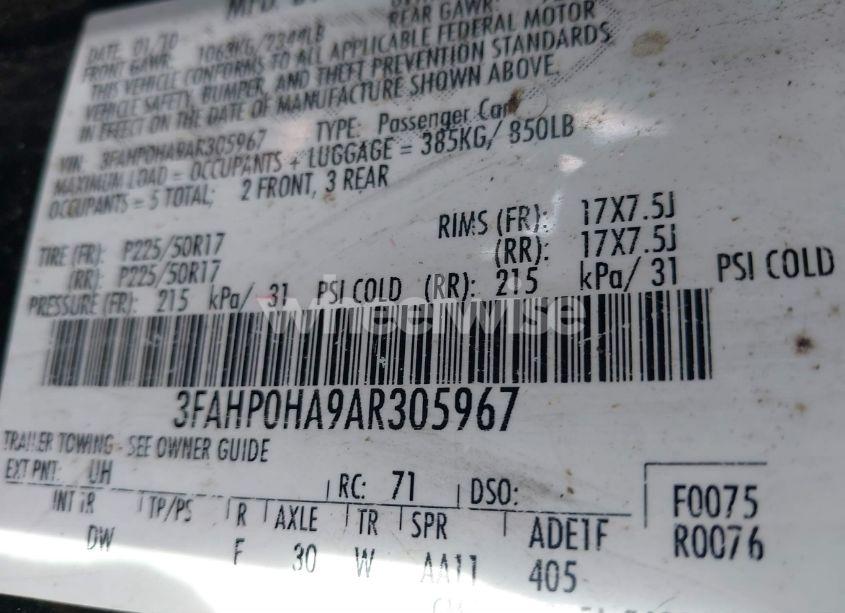 REAR GAWR:
DATE: 01/10
FRONT GAWR: 1063KG/2344LB
THIS VEHICLE CONFORMS TO ALL APPLICABLE FEDERAL MOTOR
VEHICLE SAFETY, BUMPER, AND THEFT PREVENTION STANDARDS
IN EFFECT ON THE DATE OF MANUFACTURE SHOWN ABOVE.
VIN: 3FAHP0HA9AR305967 TYPE: Passenger Car
MAXIMUM LOAD = OCCUPANTS + LUGGAGE = 385KG/ 850LB
OCCUPANTS = 5 TOTAL; 2 FRONT, 3 REAR
TIRE (FR): P225/50R17 RIMS (FR): 17X7.5J
(RR): P225/50R17 (RR): 17X7.5J
PRESSURE (FR): 215 kPa/ 31 PSI COLD (RR): 215 kPa/ 31 PSI COLD
wheelwise
3FAHP0HA9AR305967
TRAILER TOWING - SEE OWNER GUIDE
EXT PNT: UH RC: 71 DSO:
INT TR TP/PS R AXLE TR SPR ADE1F F0075
DW F 30 W AA11 405 R0076